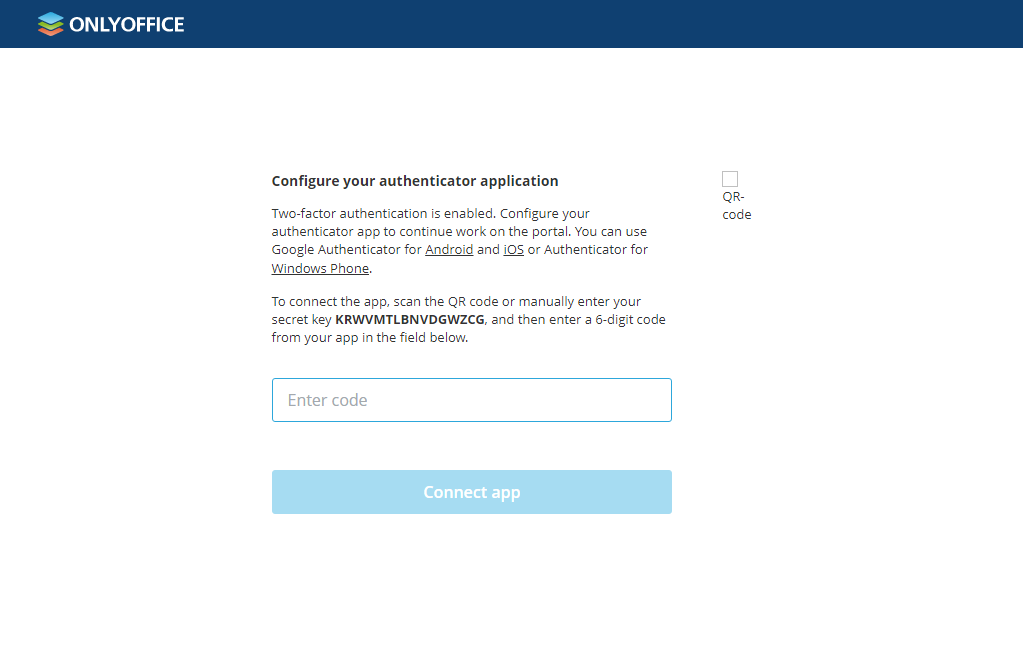 ONLYOFFICE
Configure your authenticator application
Two-factor authentication is enabled. Configure your
authenticator app to continue work on the portal. You can use
Google Authenticator for Android and iOS or Authenticator for
Windows Phone.
To connect the app, scan the QR code or manually enter your
secret key KRWVMTLBNVDGWZCG, and then enter a 6-digit code
from your app in the field below.
Enter code
Connect app
QR-
code